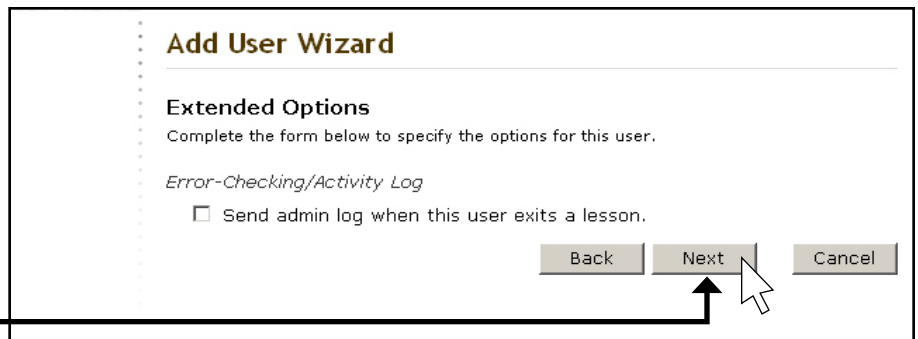 Add User Wizard
Extended Options
Complete the form below to specify the options for this user.
Error-Checking/Activity Log
Send admin log when this user exits a lesson.
Back Next Cancel